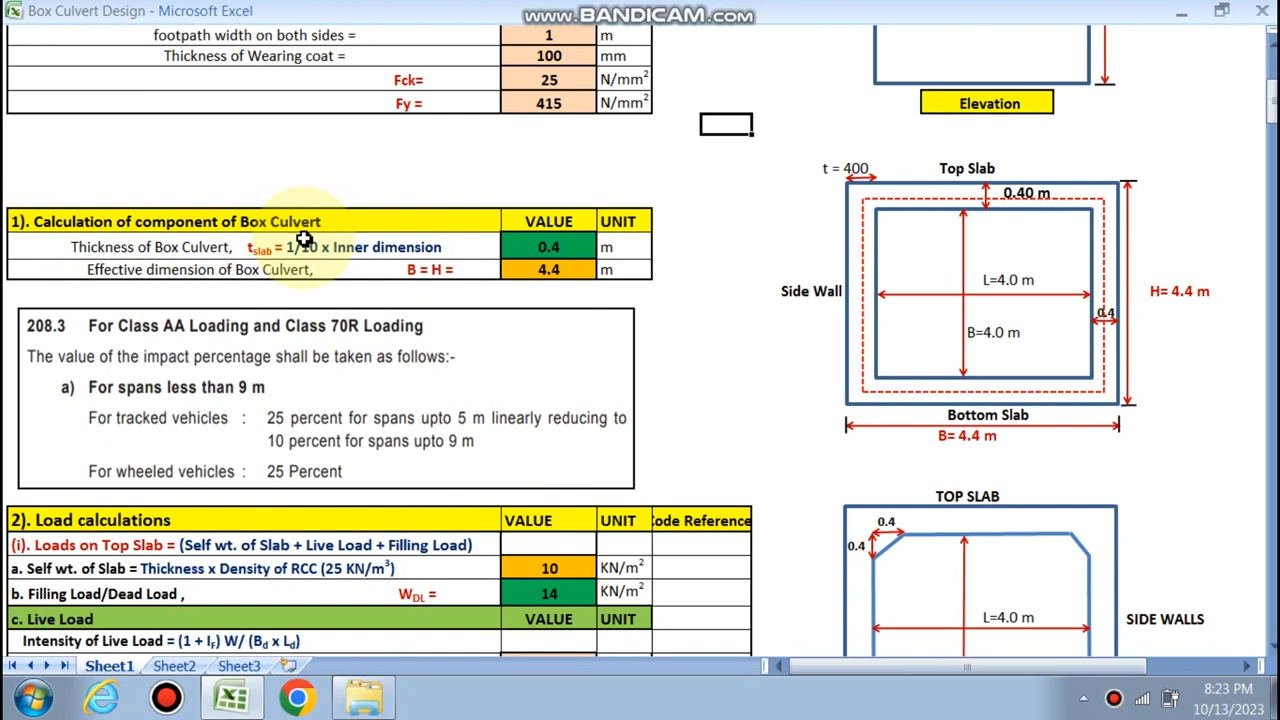 Box Culvert Design - Microsoft Excel
www.BANDICAM.com
footpath width on both sides = 1 m
Thickness of Wearing coat = 100 mm
Fck= 25 N/mm²
Fy = 415 N/mm²
Elevation
1). Calculation of component of Box Culvert VALUE UNIT
Thickness of Box Culvert, tslab = 1/10 x Inner dimension 0.4 m
Effective dimension of Box Culvert, B = H = 4.4 m
t = 400 Top Slab
0.40 m
L=4.0 m
Side Wall
H= 4.4 m
0.4
B=4.0 m
Bottom Slab
B= 4.4 m
208.3 For Class AA Loading and Class 70R Loading
The value of the impact percentage shall be taken as follows:-
a) For spans less than 9 m
For tracked vehicles : 25 percent for spans upto 5 m linearly reducing to
10 percent for spans upto 9 m
For wheeled vehicles : 25 Percent
2). Load calculations VALUE UNIT Code Reference
(i). Loads on Top Slab = (Self wt. of Slab + Live Load + Filling Load)
a. Self wt. of Slab = Thickness x Density of RCC (25 KN/m³) 10 KN/m²
b. Filling Load/Dead Load , WDL = 14 KN/m²
c. Live Load VALUE UNIT
Intensity of Live Load = (1 + IF) W/ (Bd x Ld)
TOP SLAB
0.4
0.4
L=4.0 m
SIDE WALLS
Sheet1 Sheet2 Sheet3
8:23 PM
10/13/2023